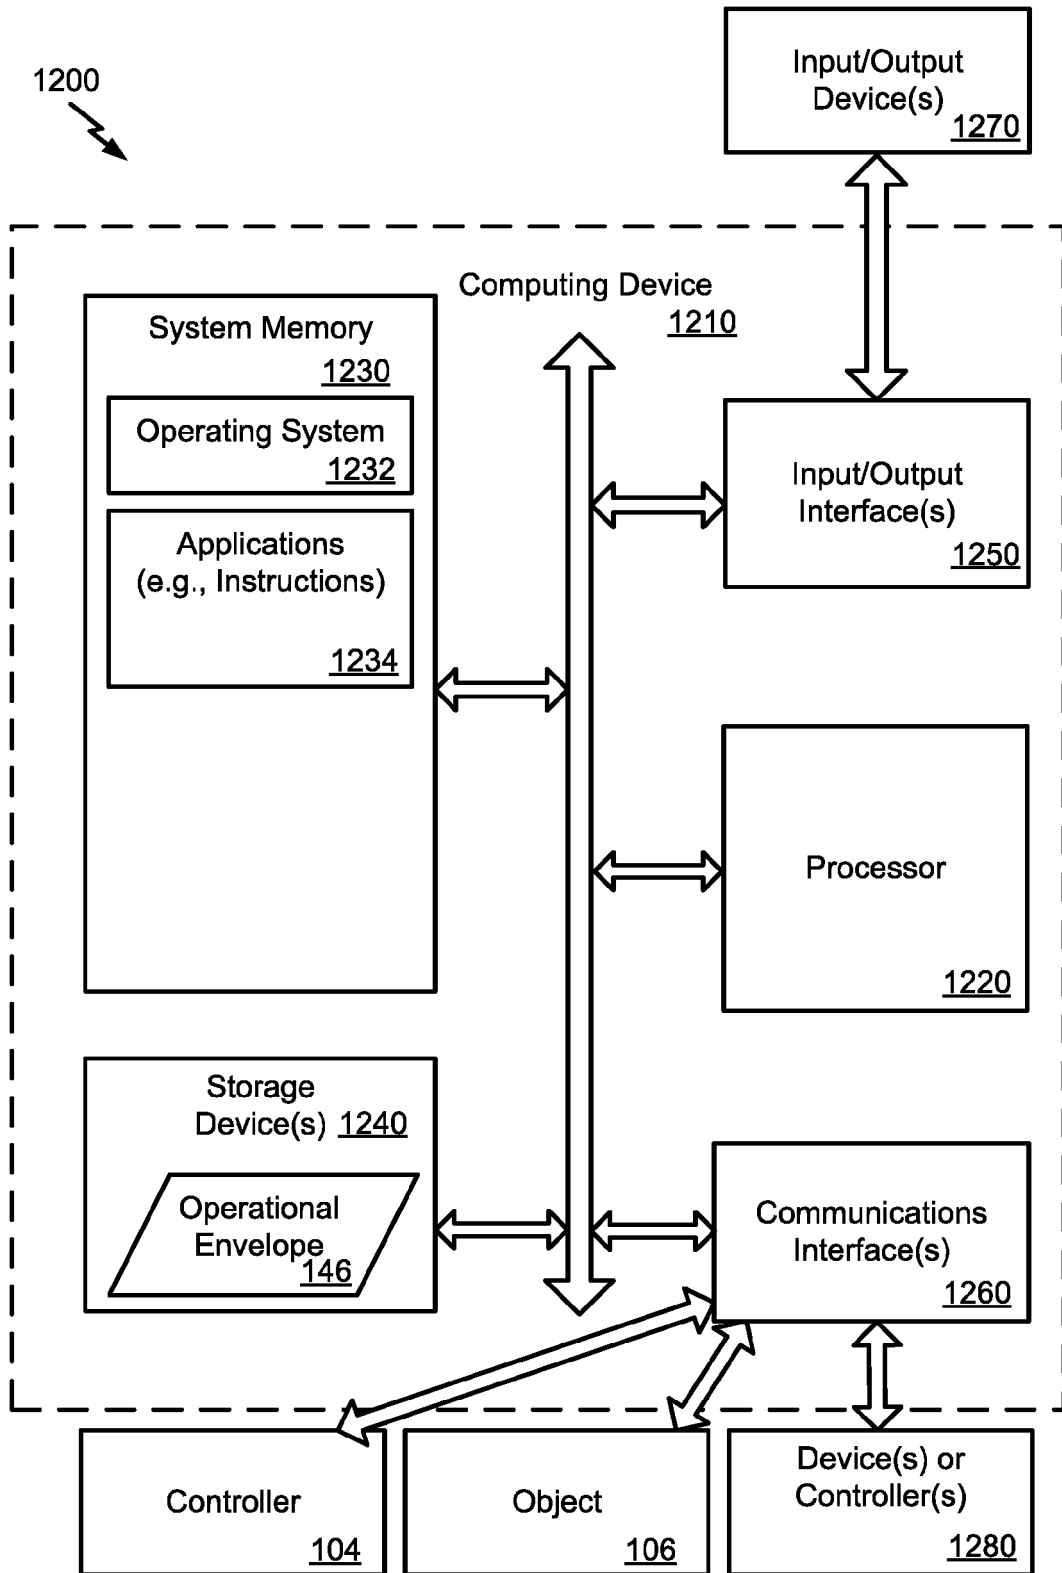 1200
Input/Output
Device(s)
1270
Computing Device
1210
System Memory
1230
Operating System
1232
Applications
(e.g., Instructions)
1234
Input/Output
Interface(s)
1250
Processor
1220
Storage
Device(s) 1240
Operational
Envelope
146
Communications
Interface(s)
1260
Controller
104
Object
106
Device(s) or
Controller(s)
1280